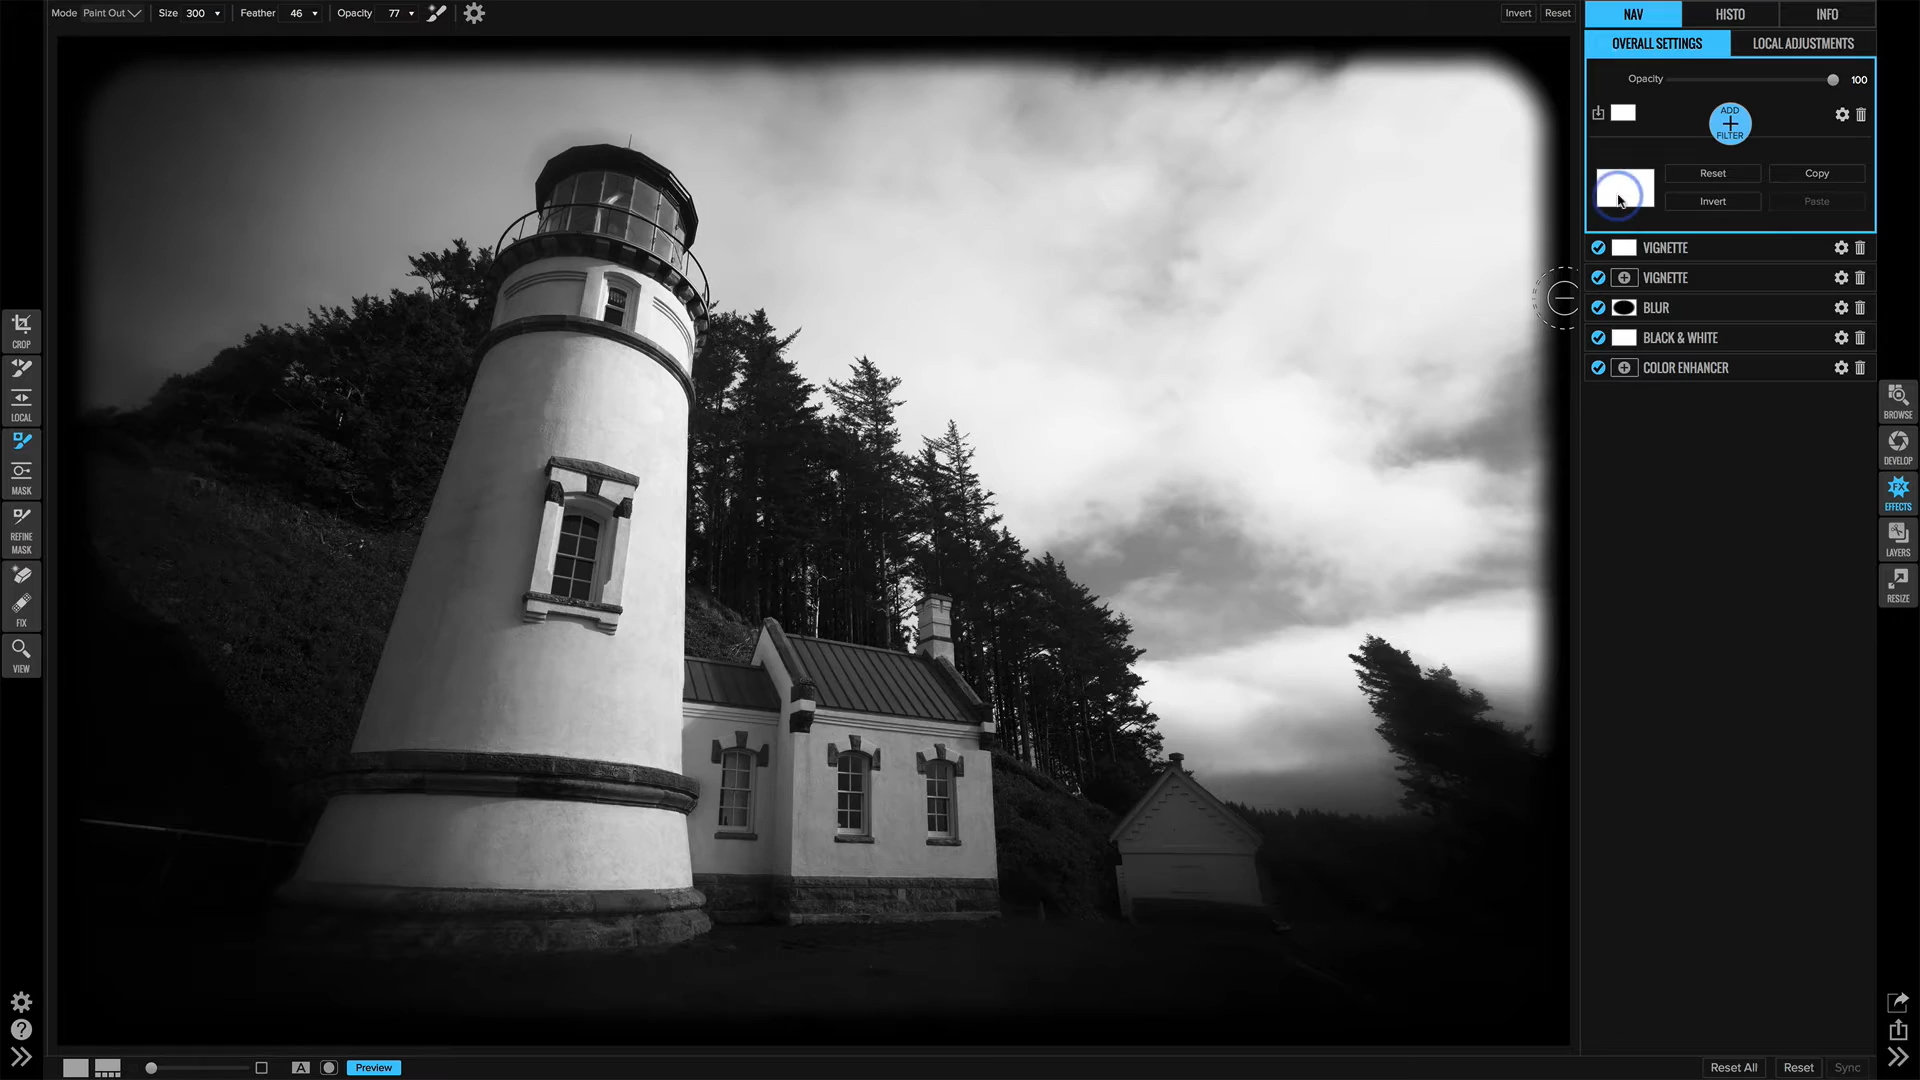 Mode Paint Out Size 300 Feather 46 Opacity 77 Invert Reset
NAV HISTO INFO
OVERALL SETTINGS LOCAL ADJUSTMENTS
Opacity 100
ADD
FILTER
Reset Copy
Invert Paste
VIGNETTE
VIGNETTE
BLUR
BLACK & WHITE
COLOR ENHANCER
CROP
LOCAL
MASK
REFINE
MASK
FIX
VIEW
BROWSE
DEVELOP
FX
EFFECTS
LAYERS
RESIZE
A Preview Reset All Reset Sync